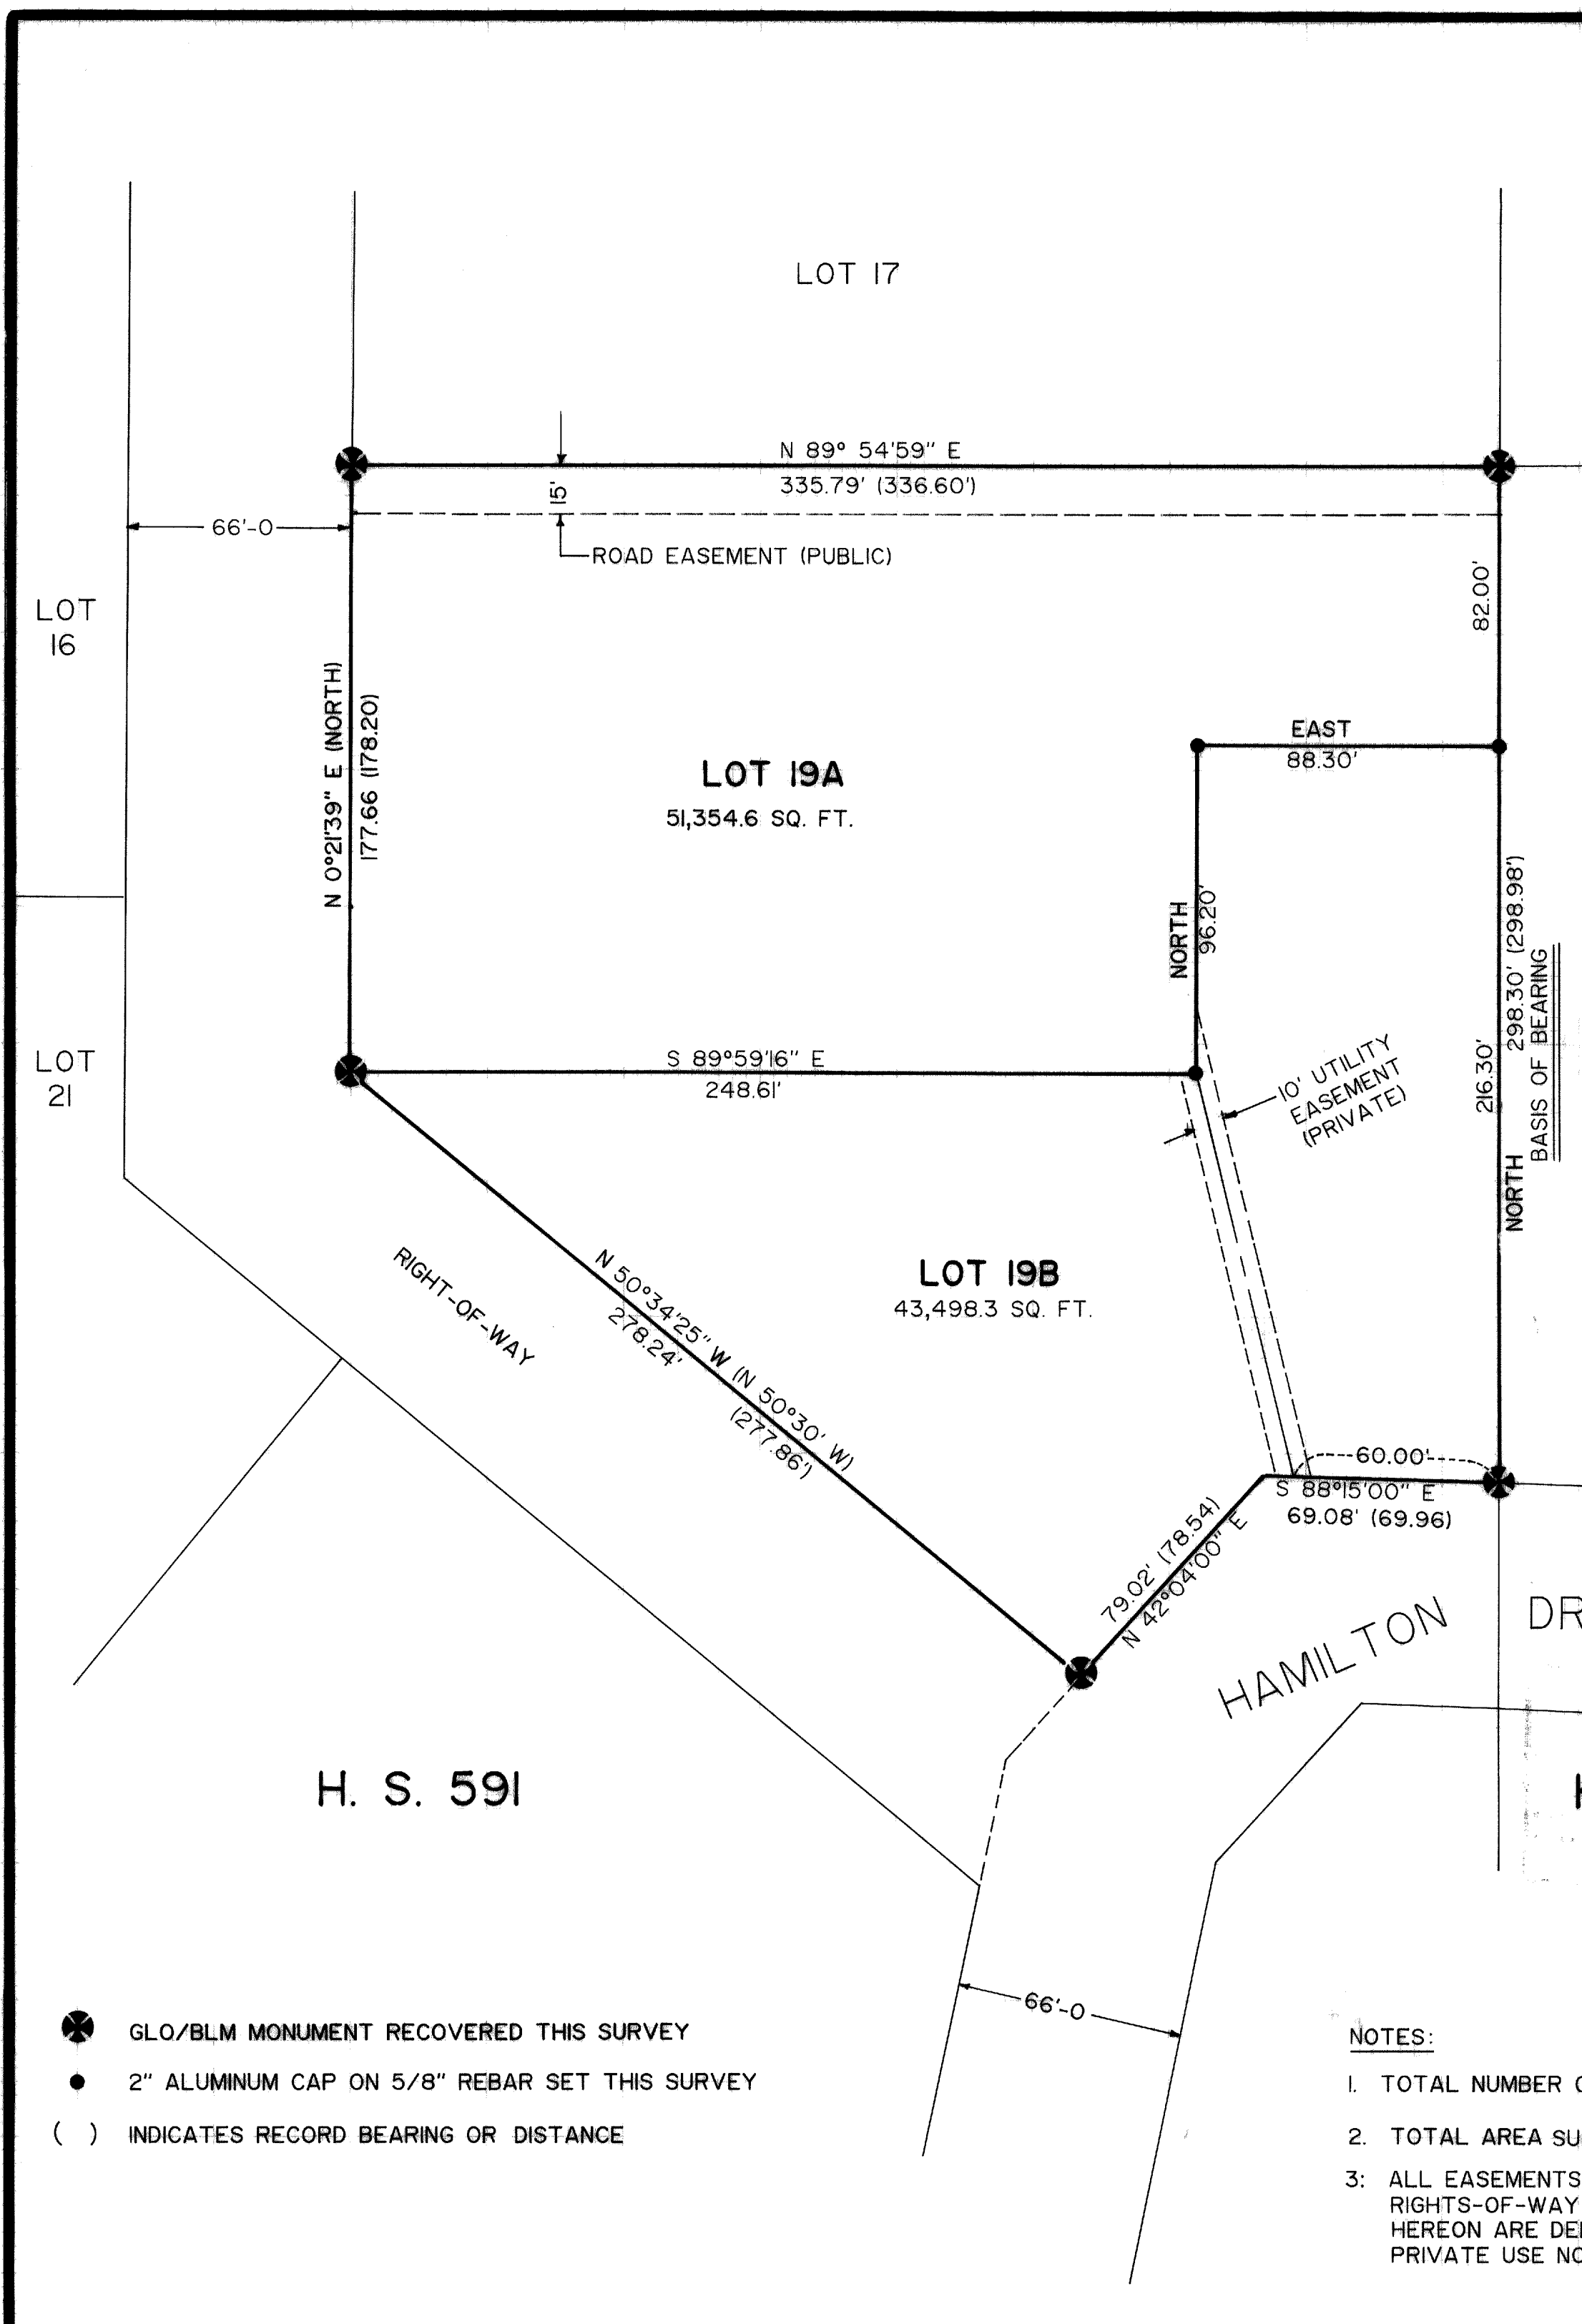 LOT 17
N 89° 54'59" E
335.79' (336.60')
15'
66'-0
ROAD EASEMENT (PUBLIC)
82.00'
LOT
16
N 0°21'39" E (NORTH)
177.66 (178.20)
EAST
88.30'
LOT 19A
51,354.6 SQ. FT.
NORTH
96.20'
298.30' (298.98')
BASIS OF BEARING
216.30'
NORTH
LOT
21
S 89°59'16" E
248.61'
10' UTILITY
EASEMENT
(PRIVATE)
RIGHT-OF-WAY
N 50°34'25" W (N 50°30' W)
278.24'
(277.86')
LOT 19B
43,498.3 SQ. FT.
60.00'
S 88°15'00" E
69.08' (69.96)
79.02' (78.54)
N 42°04'00" E
HAMILTON DR
H. S. 591
66'-0
GLO/BLM MONUMENT RECOVERED THIS SURVEY
2" ALUMINUM CAP ON 5/8" REBAR SET THIS SURVEY
( ) INDICATES RECORD BEARING OR DISTANCE
NOTES:
1. TOTAL NUMBER
2. TOTAL AREA SU
3: ALL EASEMENTS
RIGHTS-OF-WAY
HEREON ARE DE
PRIVATE USE NO